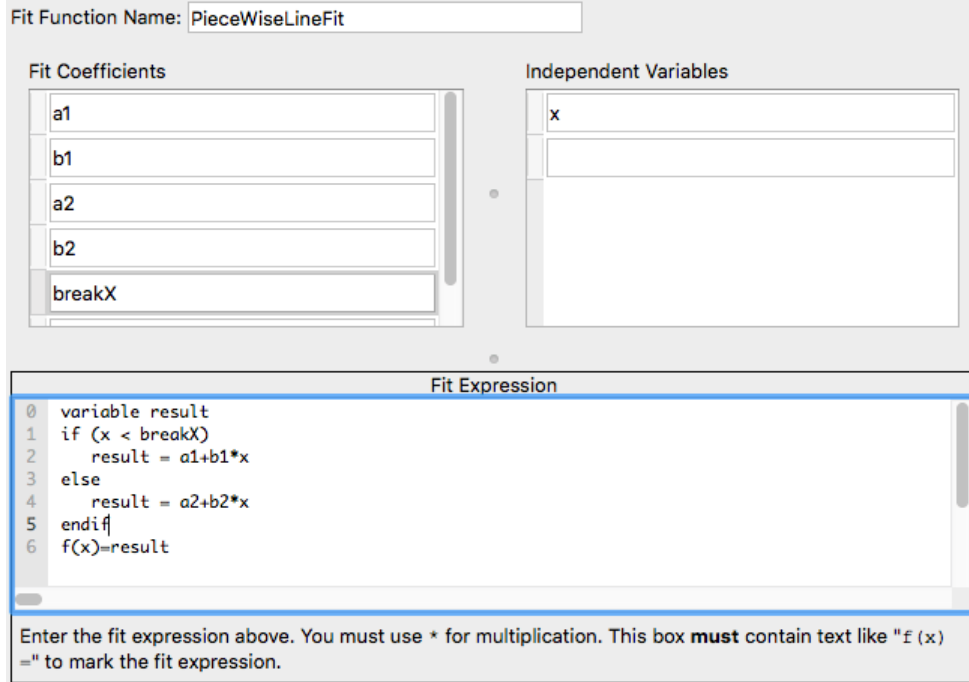 Fit Function Name: PieceWiseLineFit
Fit Coefficients
Independent Variables
a1
x
b1
a2
b2
breakX
Fit Expression
0 variable result
1 if (x < breakX)
2    result = a1+b1*x
3 else
4    result = a2+b2*x
5 endif
6 f(x)=result
Enter the fit expression above. You must use * for multiplication. This box must contain text like "f(x)
=" to mark the fit expression.